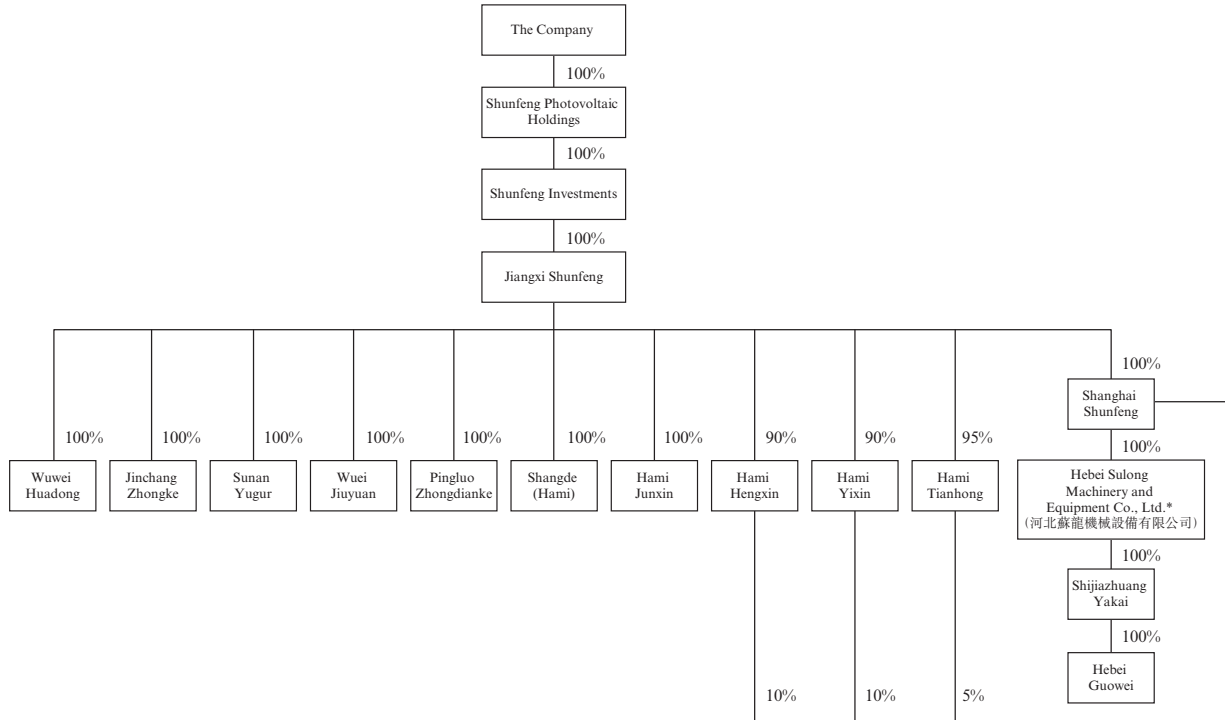 The Company
100%
Shunfeng Photovoltaic
Holdings
100%
Shunfeng Investments
100%
Jiangxi Shunfeng
100%
Shanghai
Shunfeng
100%
100%
100%
100%
100%
100%
100%
90%
90%
95%
100%
Wuwei
Huadong
Jinchang
Zhongke
Sunan
Yugur
Wuei
Jiuyuan
Pingluo
Zhongdianke
Shangde
(Hami)
Hami
Junxin
Hami
Hengxin
Hami
Yixin
Hami
Tianhong
Hebei Sulong
Machinery and
Equipment Co., Ltd.*
(河北蘇龍機械設備有限公司)
100%
Shijiazhuang
Yakai
100%
Hebei
Guowei
10%
10%
5%